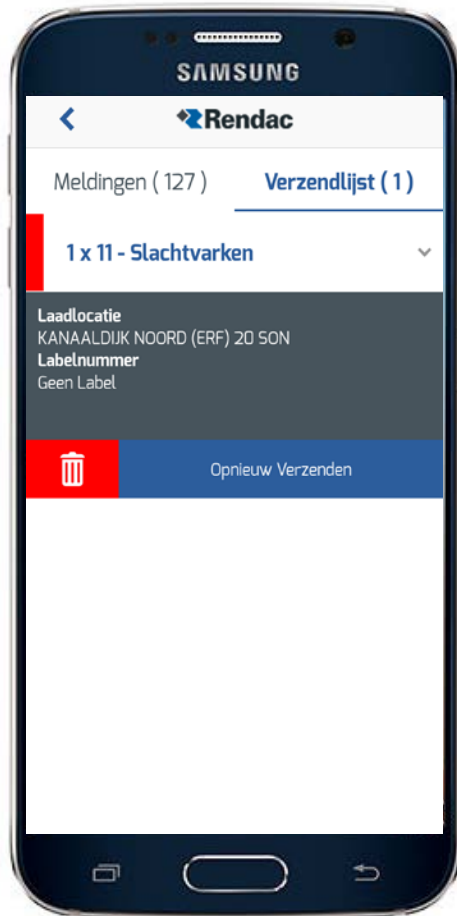 SAMSUNG
Rendac
Meldingen ( 127 ) Verzendlijst ( 1 )
1 x 11 - Slachtvarken
Laadlocatie
KANAALDIJK NOORD (ERF) 20 SON
Labelnummer
Geen Label
Opnieuw Verzenden